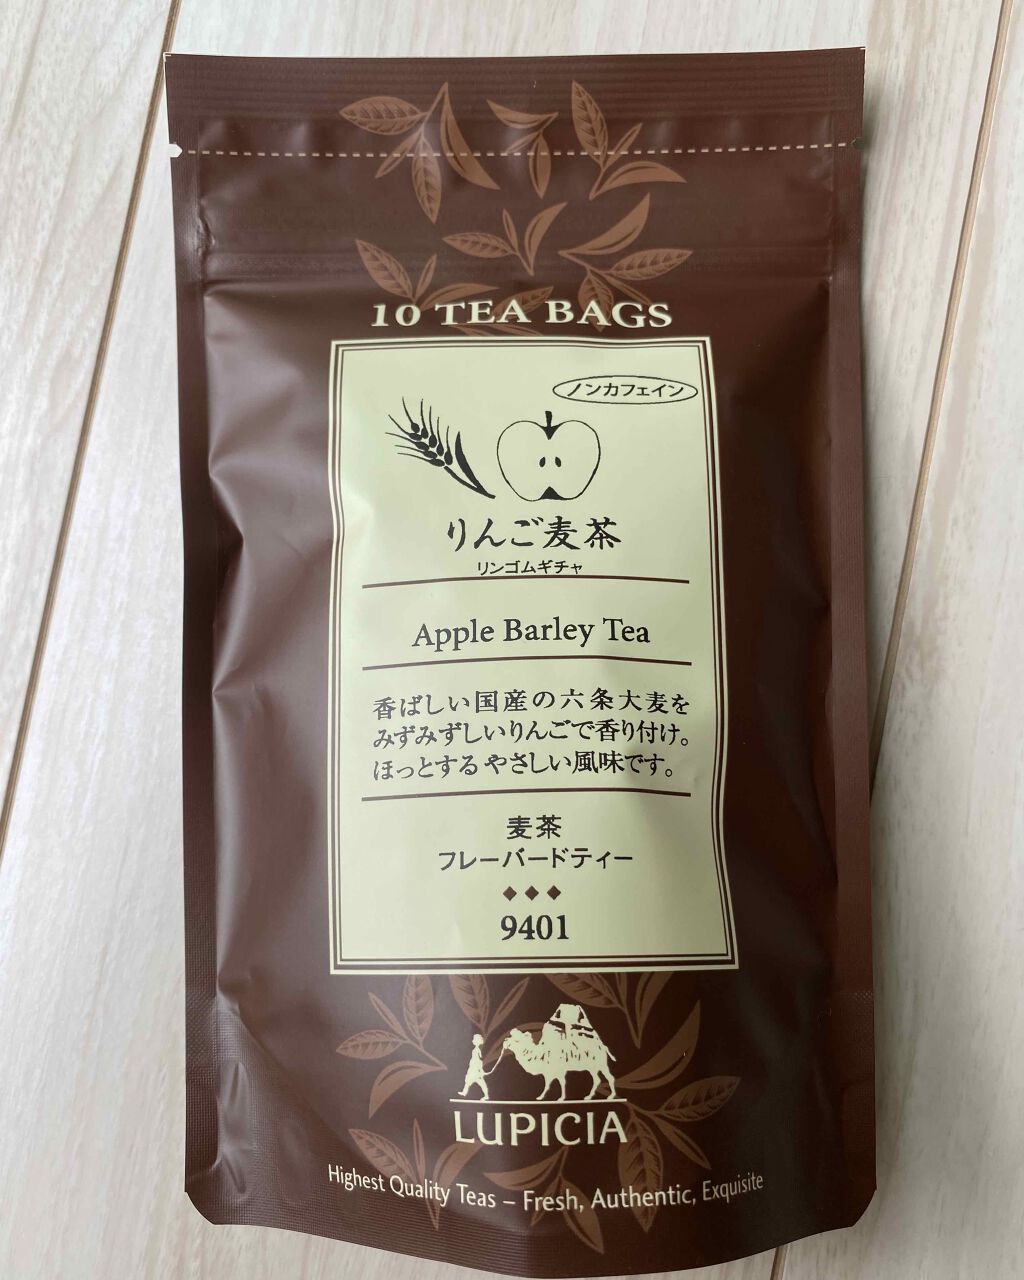 10 TEA BAGS
ノンカフェイン
りんご麦茶
リンゴムギチャ
Apple Barley Tea
香ばしい国産の六条大麦を
みずみずしいりんごで香り付け。
ほっとするやさしい風味です。
麦茶
フレーバードティー
9401
LUPICIA
Highest Quality Teas – Fresh, Authentic, Exquisite